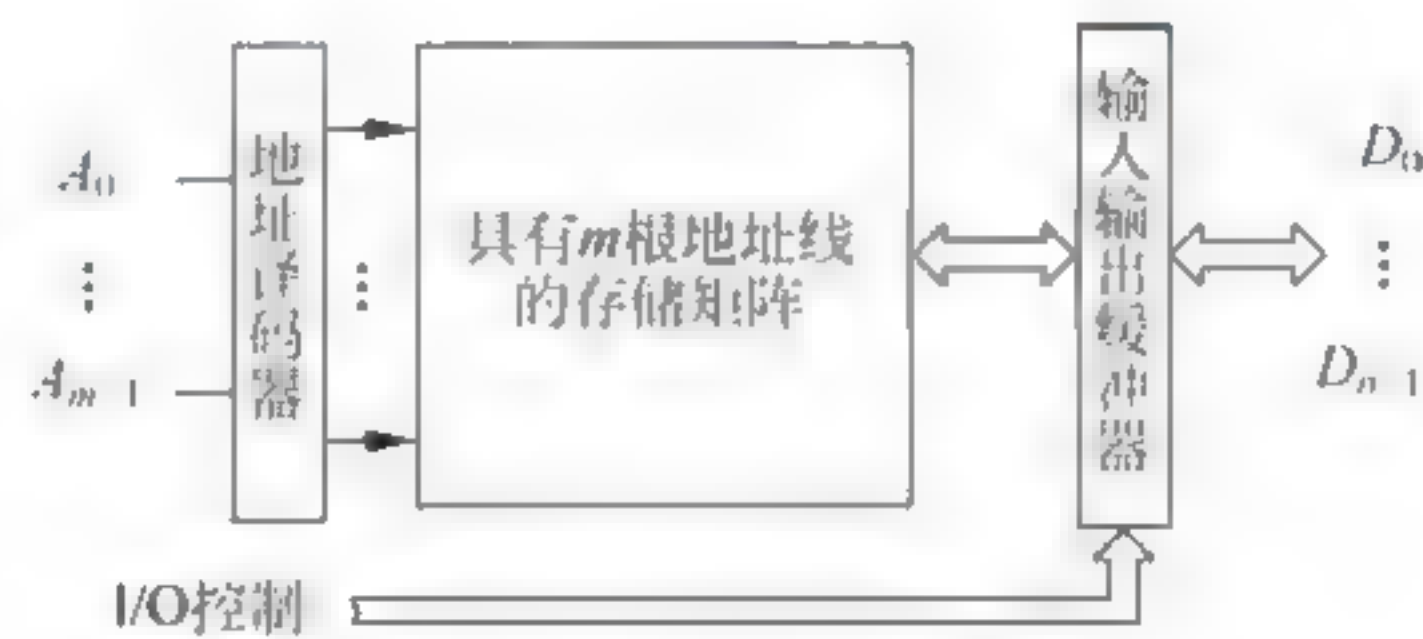 A0
⋮
Am-1
地址译码器
⋮
具有m根地址线
的存储矩阵
输入输出缓冲器
D0
⋮
Dn-1
I/O控制